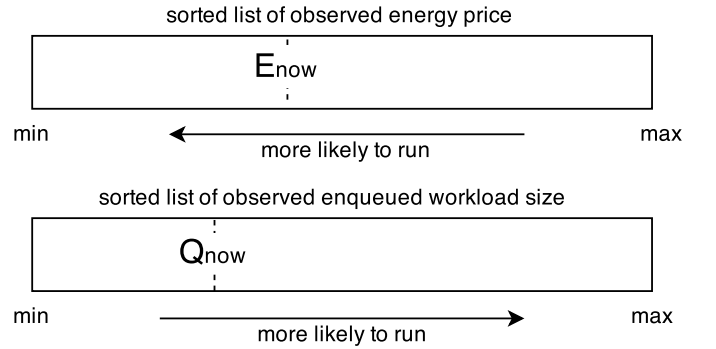 sorted list of observed energy price
Enow
min
max
more likely to run
sorted list of observed enqueued workload size
Qnow
min
max
more likely to run